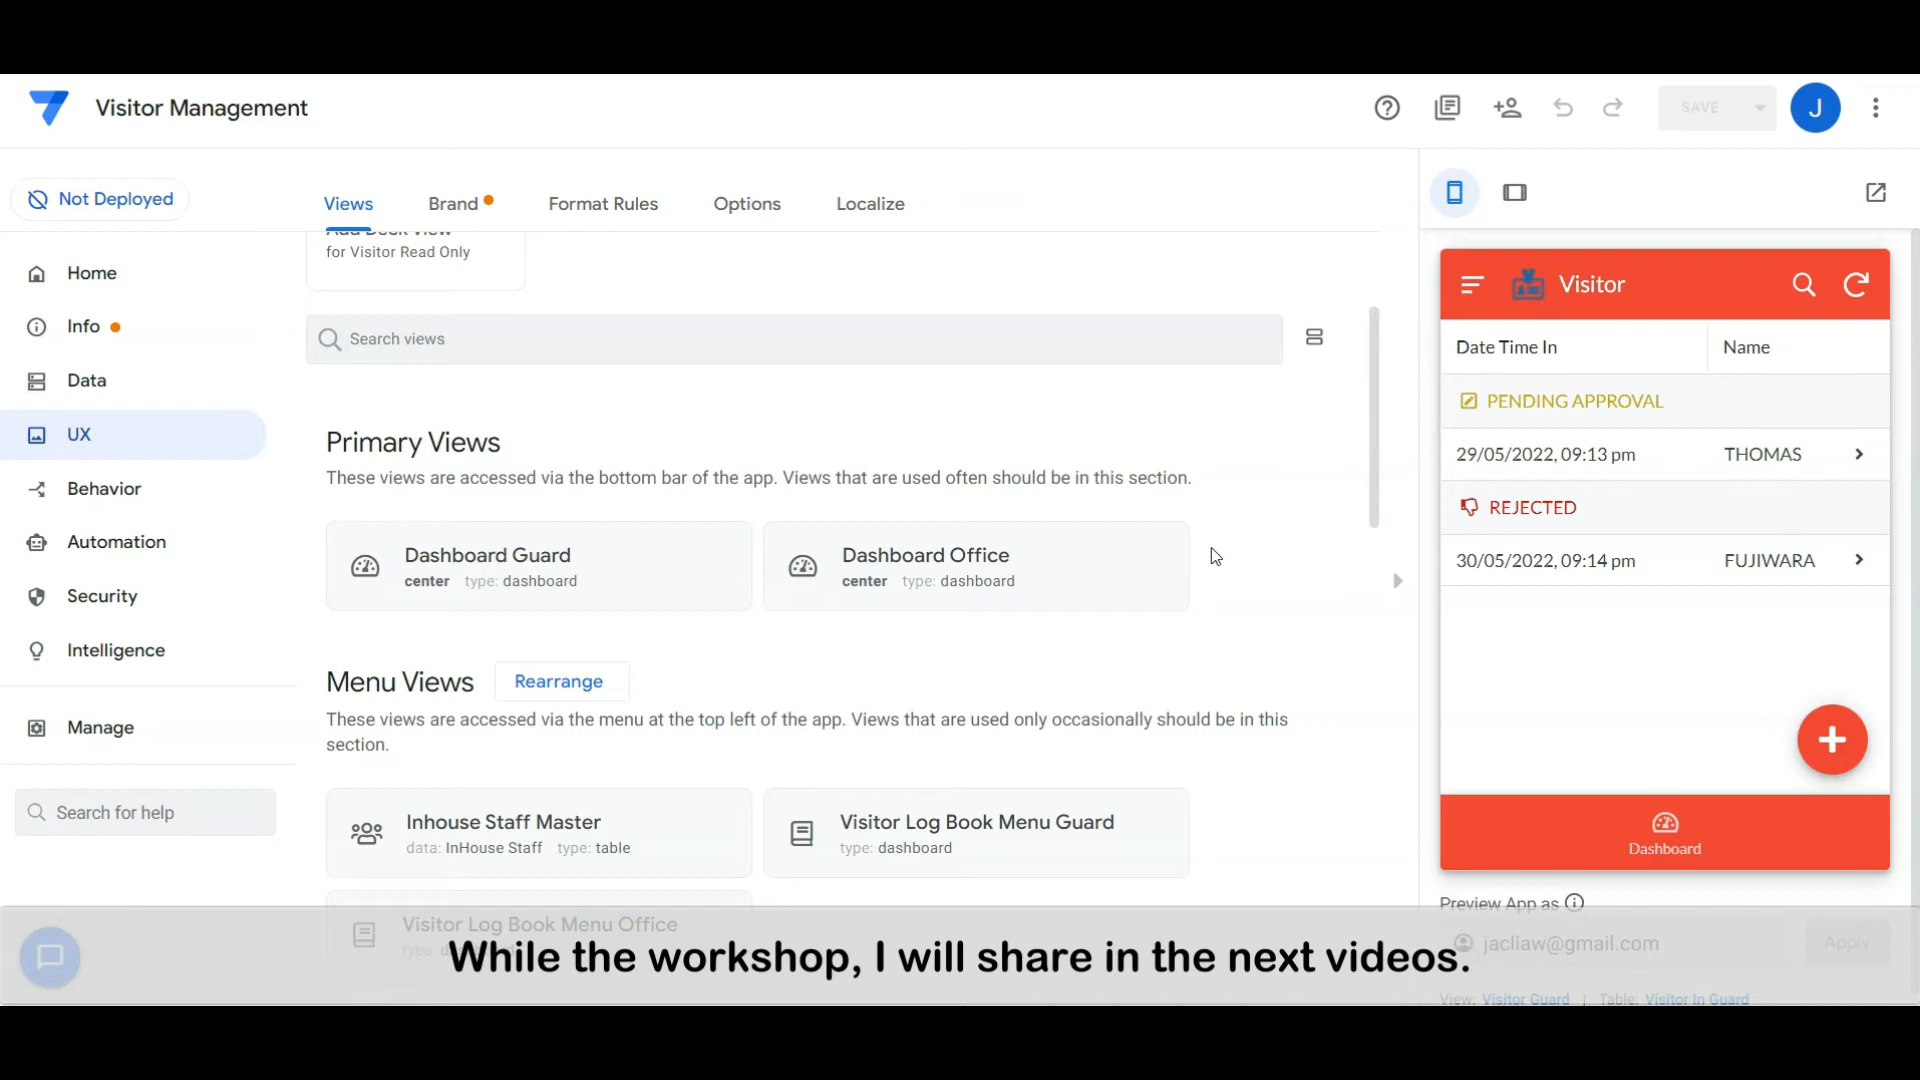 Visitor Management
SAVE
J
Not Deployed
Views
Brand
Format Rules
Options
Localize
Add Deck View
for Visitor Read Only
Home
Info
Data
UX
Behavior
Automation
Security
Intelligence
Manage
Search for help
Search views
Primary Views
These views are accessed via the bottom bar of the app. Views that are used often should be in this section.
Dashboard Guard
center type: dashboard
Dashboard Office
center type: dashboard
Menu Views
Rearrange
These views are accessed via the menu at the top left of the app. Views that are used only occasionally should be in this
section.
Inhouse Staff Master
data: InHouse Staff type: table
Visitor Log Book Menu Guard
type: dashboard
Visitor Log Book Menu Office
type:
Visitor
Date Time In Name
PENDING APPROVAL
29/05/2022, 09:13 pm THOMAS
REJECTED
30/05/2022, 09:14 pm FUJIWARA
Dashboard
Preview App as
jacliaw@gmail.com
Apply
View: Visitor Guard | Table: Visitor In Guard
While the workshop, I will share in the next videos.